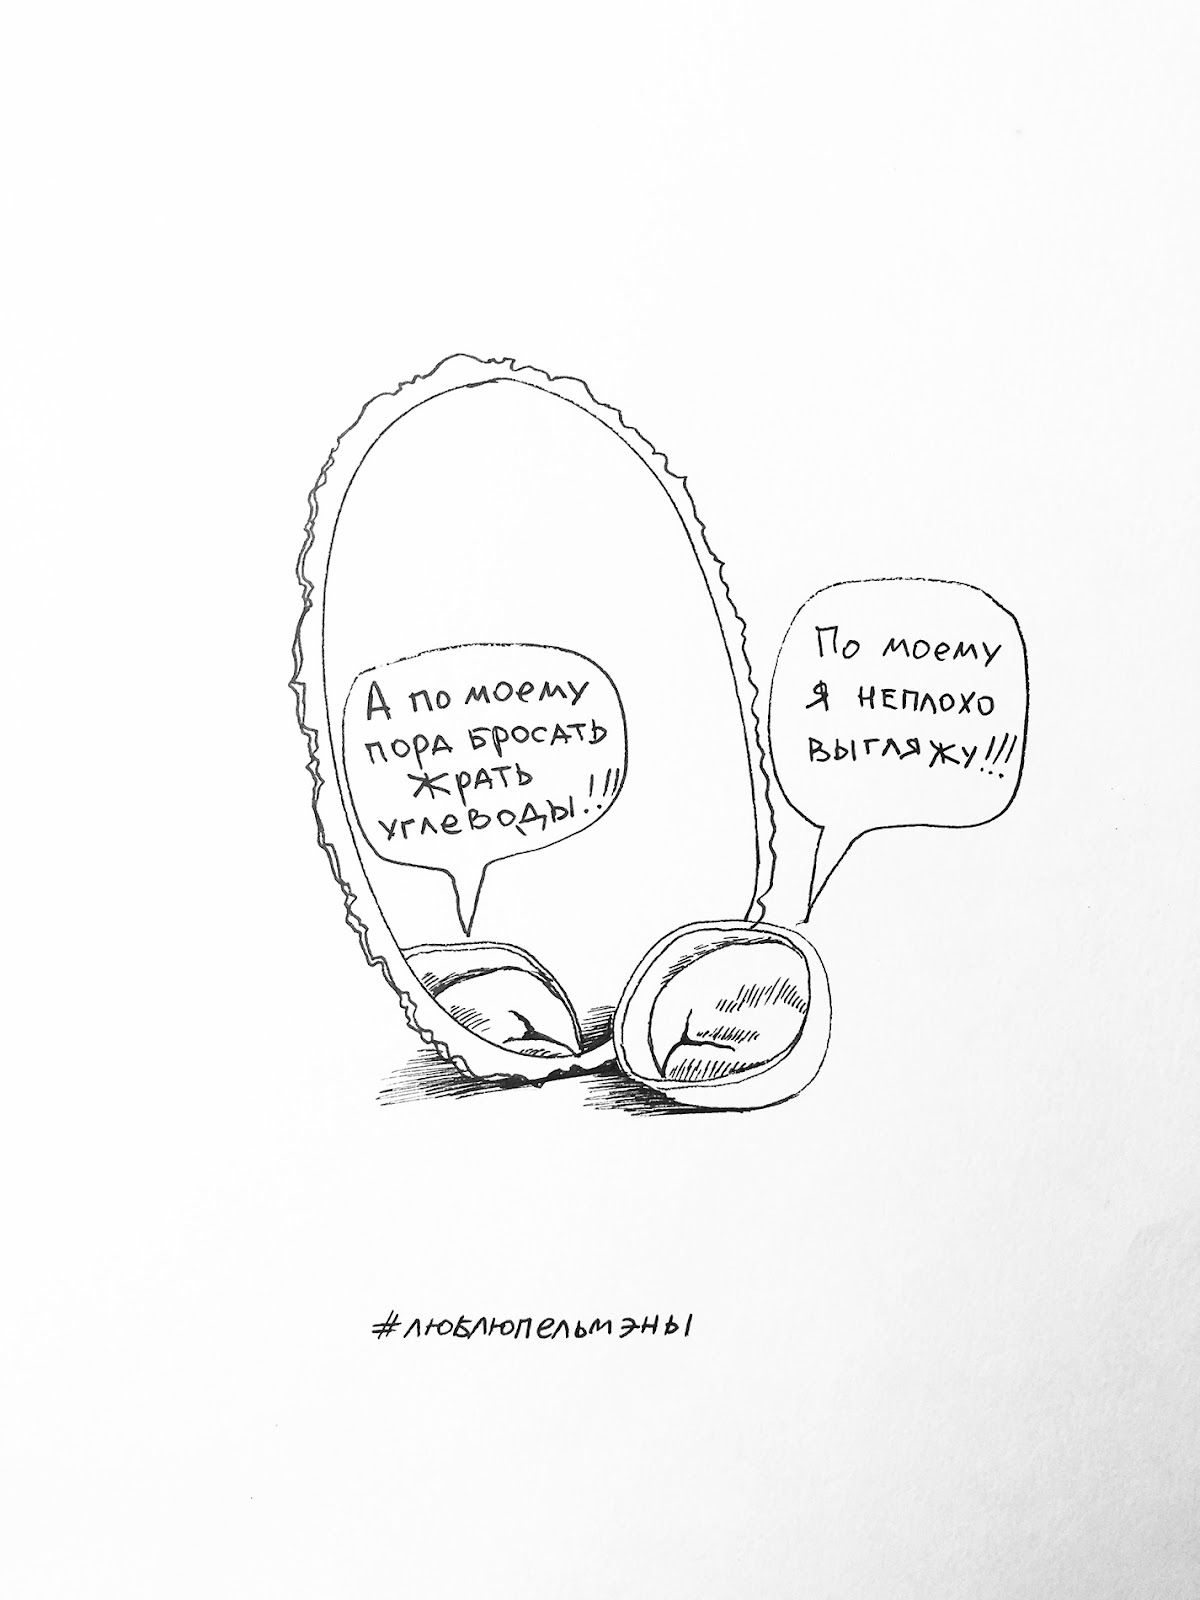 По моему
я неплохо
выгляжу!!!
А по моему
пора бросать
жрать
углеводы!!!
#люблюпельмэны